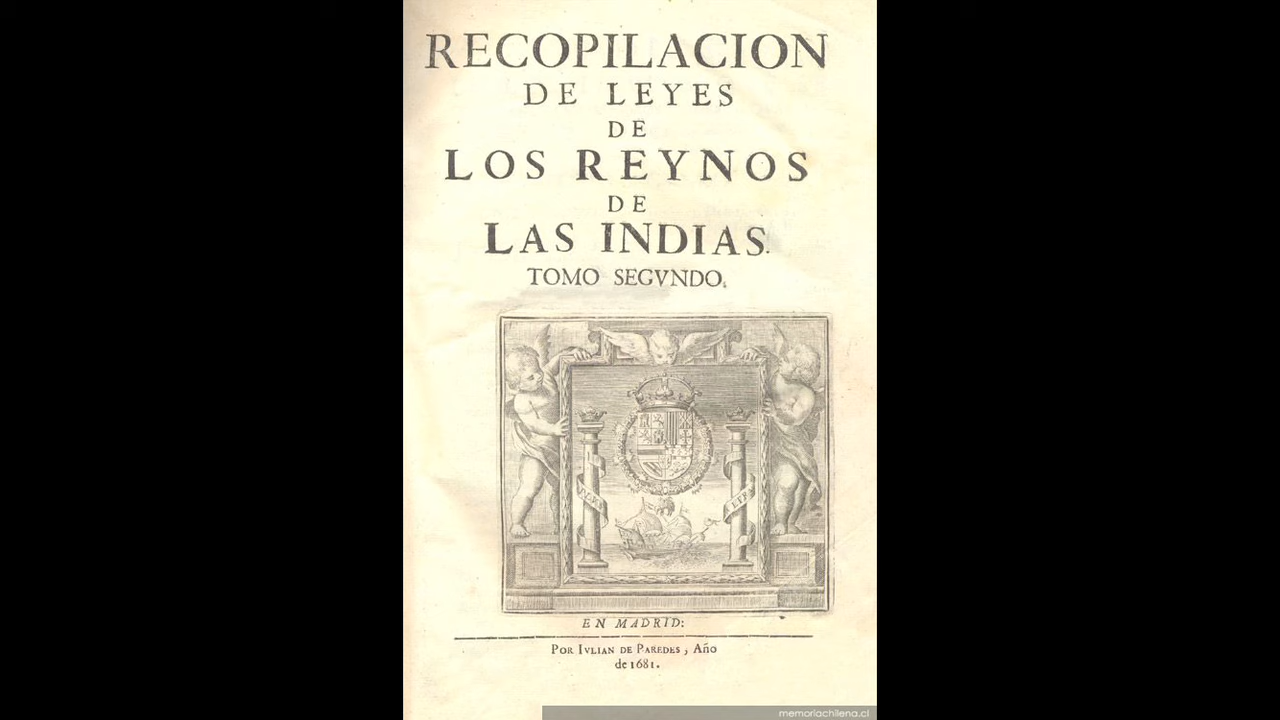 RECOPILACION
DE LEYES
DE
LOS REYNOS
DE
LAS INDIAS.
TOMO SEGVNDO.
EN MADRID:
POR IVLIAN DE PAREDES, Año
de 1681.
memoriachilena.cl